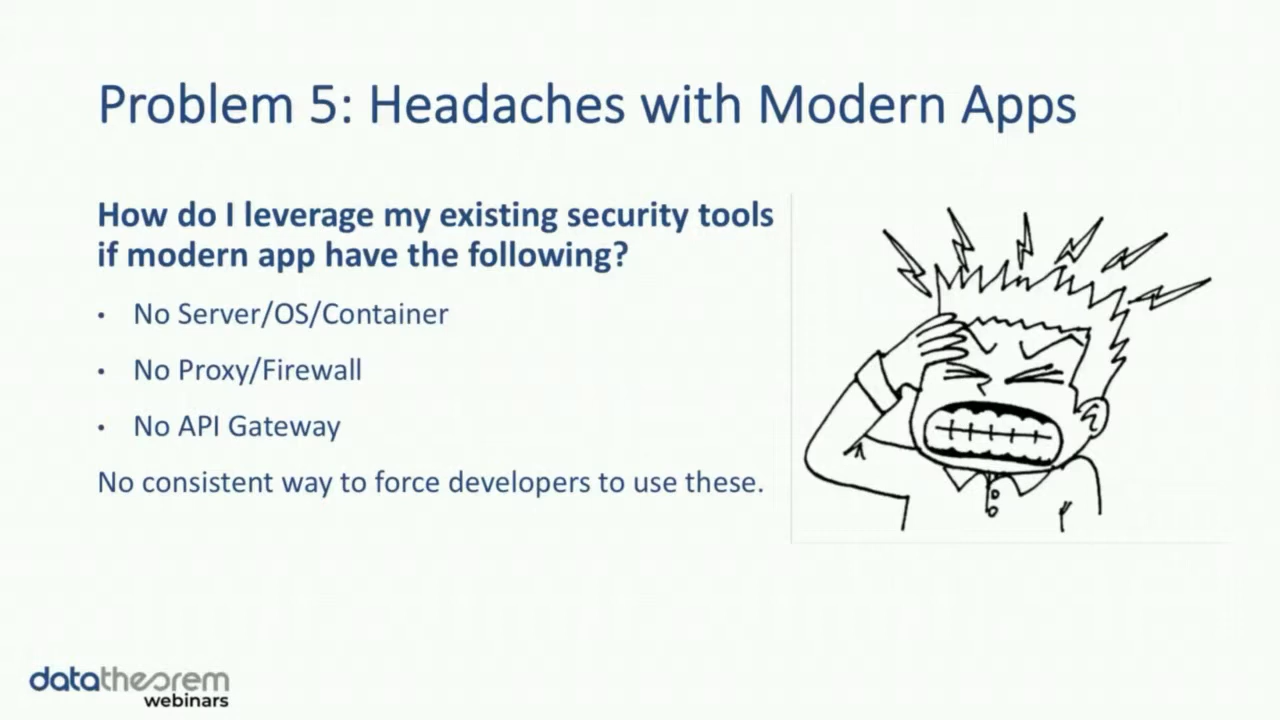 Problem 5: Headaches with Modern Apps
How do I leverage my existing security tools
if modern app have the following?
• No Server/OS/Container
• No Proxy/Firewall
• No API Gateway
No consistent way to force developers to use these.
datatheorem
webinars